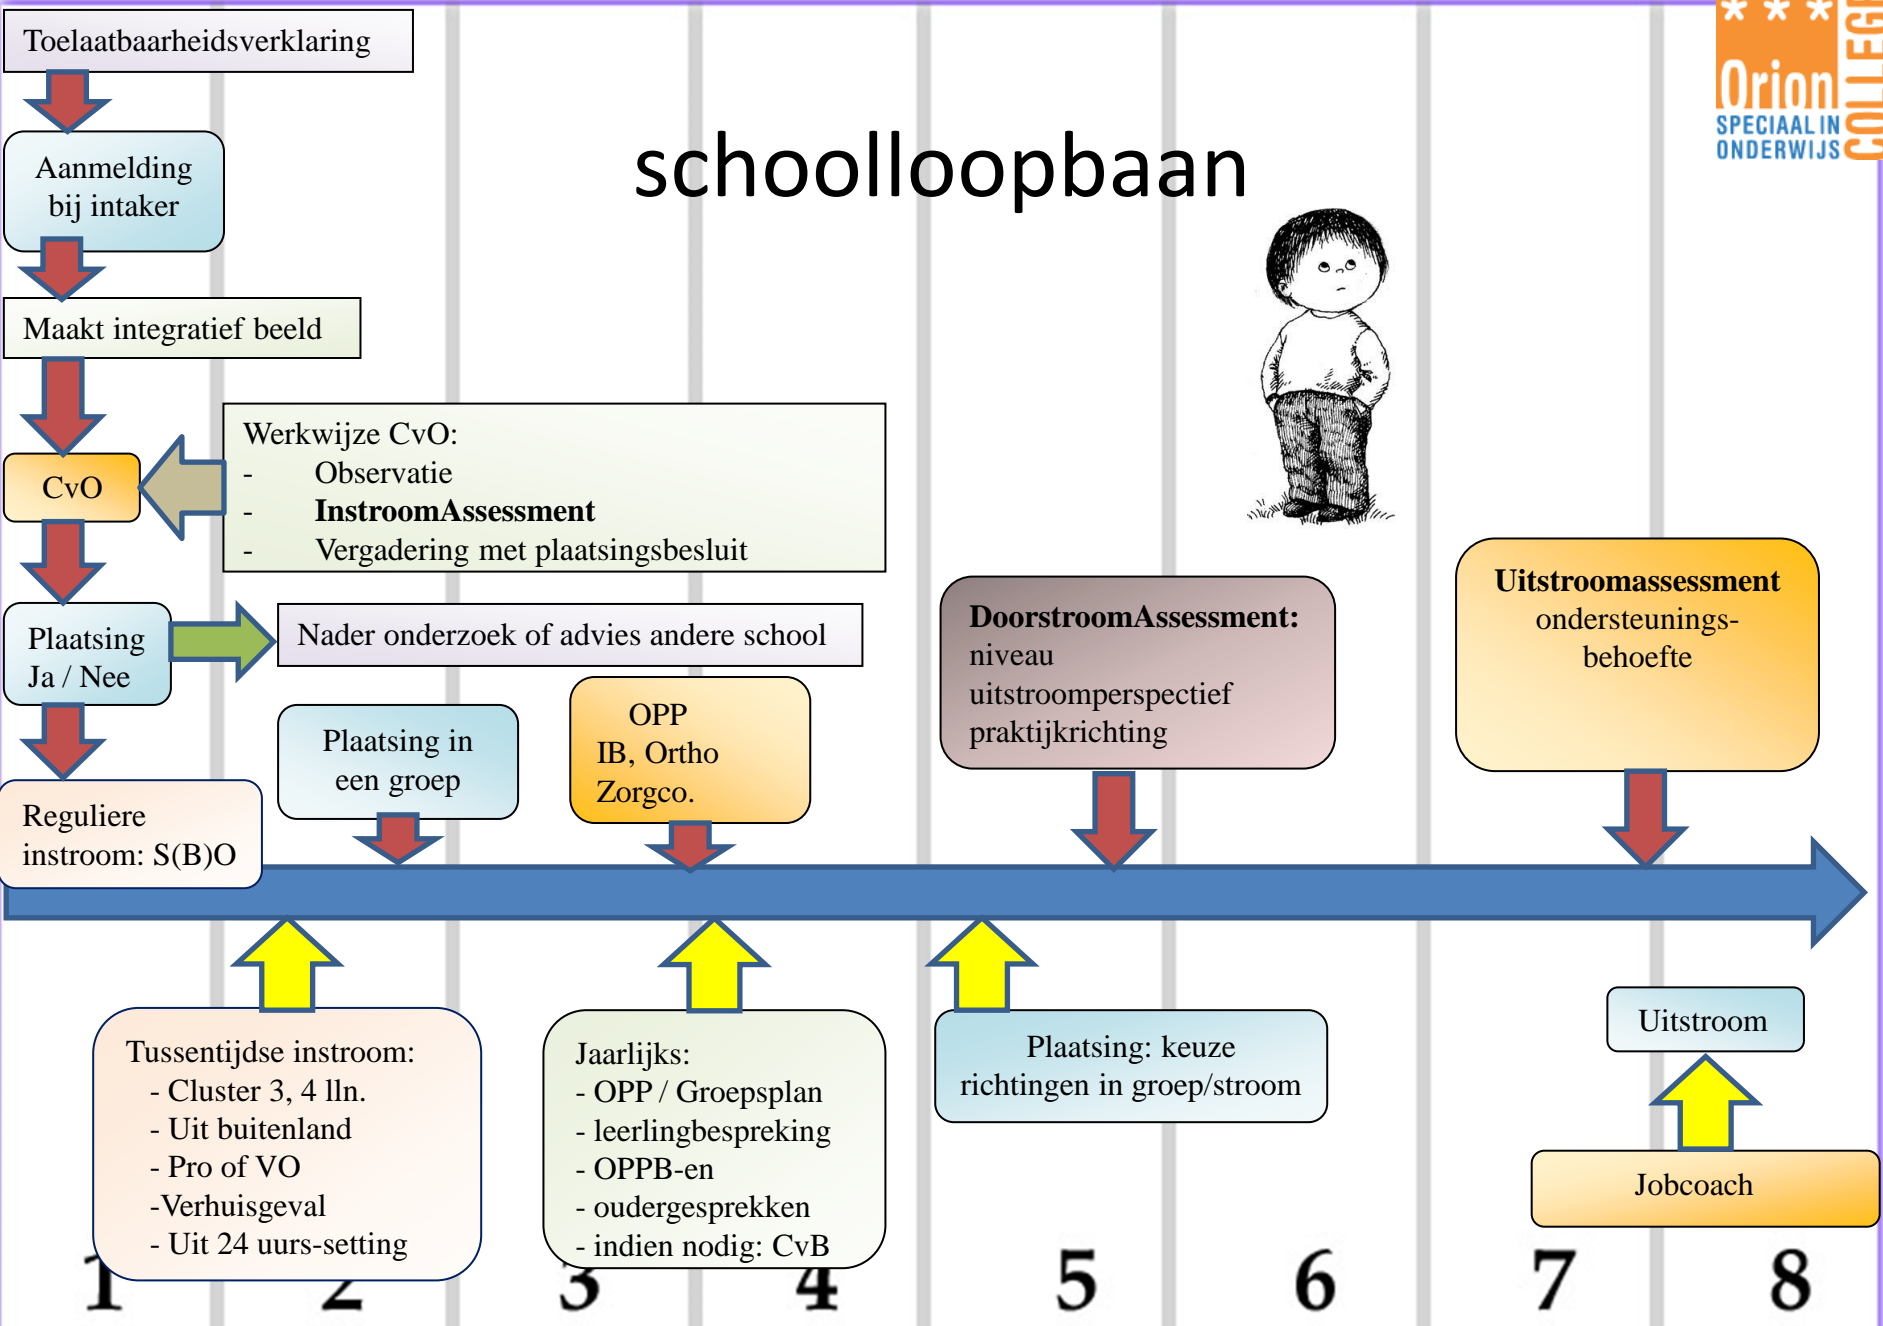 Toelaatbaarheidsverklaring
* * *
Orion
SPECIAAL IN
ONDERWIJS
schoolloopbaan
Aanmelding
bij intaker
Maakt integratief beeld
CvO
Werkwijze CvO:
- Observatie
- InstroomAssessment
- Vergadering met plaatsingsbesluit
Plaatsing
Ja / Nee
Nader onderzoek of advies andere school
Reguliere
instroom: S(B)O
Plaatsing in
een groep
OPP
IB, Ortho
Zorgco.
DoorstroomAssessment:
niveau
uitstroomperspectief
praktijkrichting
Uitstroomassessment
ondersteunings-
behoefte
Tussentijdse instroom:
- Cluster 3, 4 lln.
- Uit buitenland
- Pro of VO
-Verhuisgeval
- Uit 24 uurs-setting
Jaarlijks:
- OPP / Groepsplan
- leerlingbespreking
- OPPB-en
- oudergesprekken
- indien nodig: CvB
Plaatsing: keuze
richtingen in groep/stroom
Uitstroom
Jobcoach
1 2 3 4 5 6 7 8